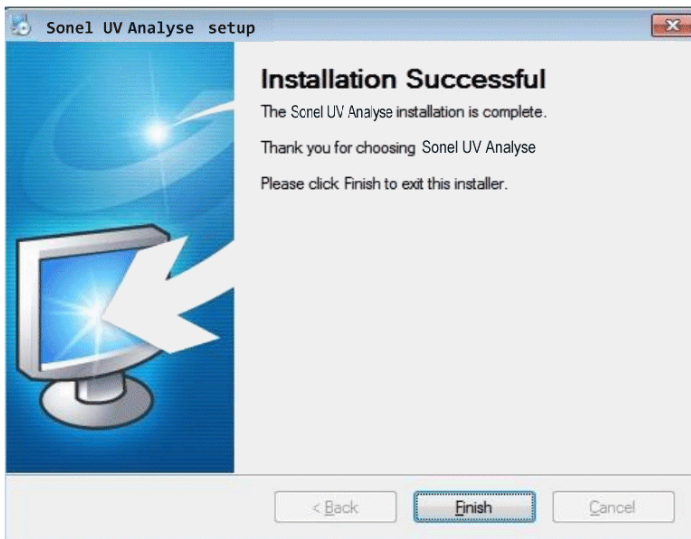 Sonel UV Analyse setup
Installation Successful
The Sonel UV Analyse installation is complete.
Thank you for choosing Sonel UV Analyse
Please click Finish to exit this installer.
< Back
Finish
Cancel